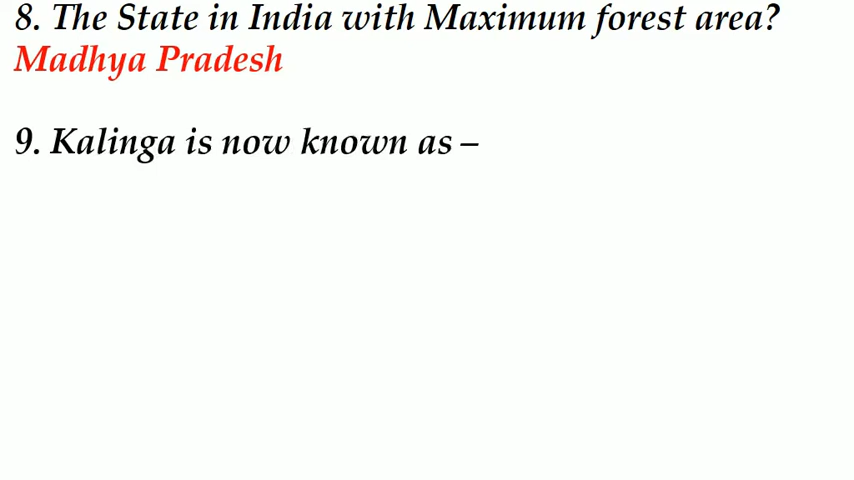 8. The State in India with Maximum forest area?
Madhya Pradesh
9. Kalinga is now known as –